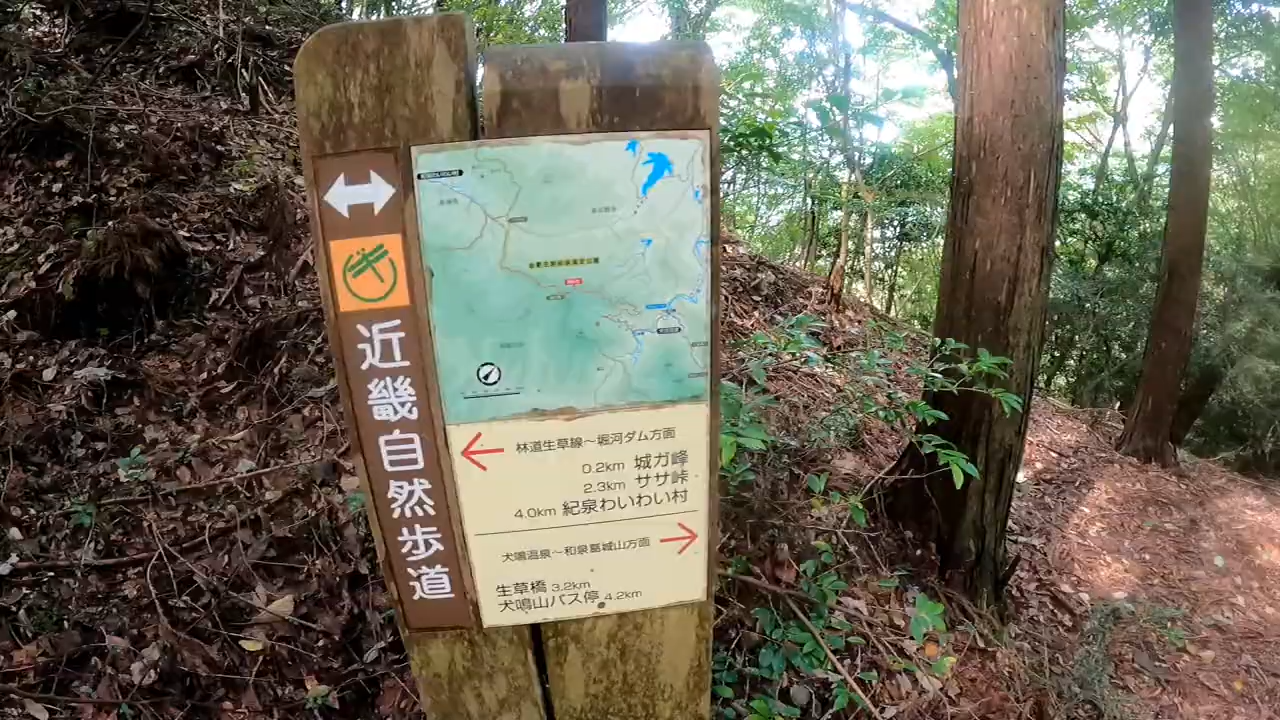 近畿自然歩道
林道生草線～堀河ダム方面
0.2km 城ガ峰
2.3km ササ峠
4.0km 紀泉わいわい村
犬鳴温泉～和泉葛城山方面
生草橋 3.2km
犬鳴山バス停 4.2km